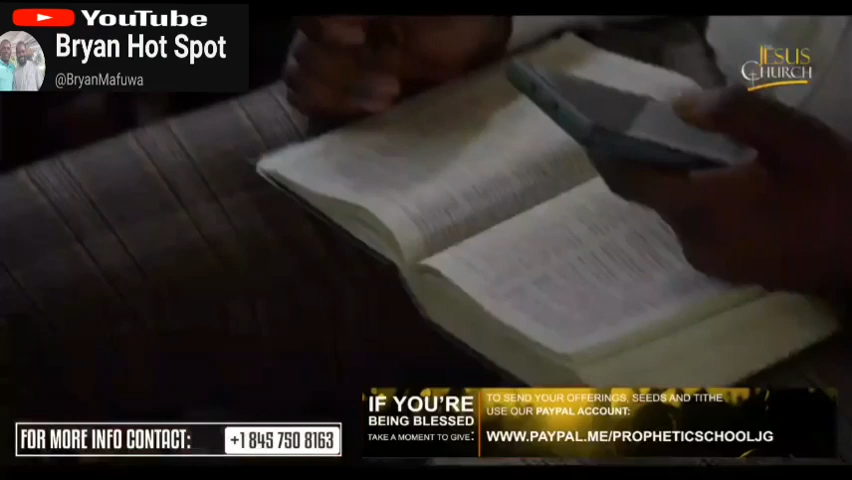 YouTube
Bryan Hot Spot
@BryanMafuwa
JESUS
CHURCH
FOR MORE INFO CONTACT:
+1 845 750 8163
IF YOU'RE
BEING BLESSED
TAKE A MOMENT TO GIVE:
TO SEND YOUR OFFERINGS, SEEDS AND TITHE
USE OUR PAYPAL ACCOUNT:
WWW.PAYPAL.ME/PROPHETICSCHOOLJG